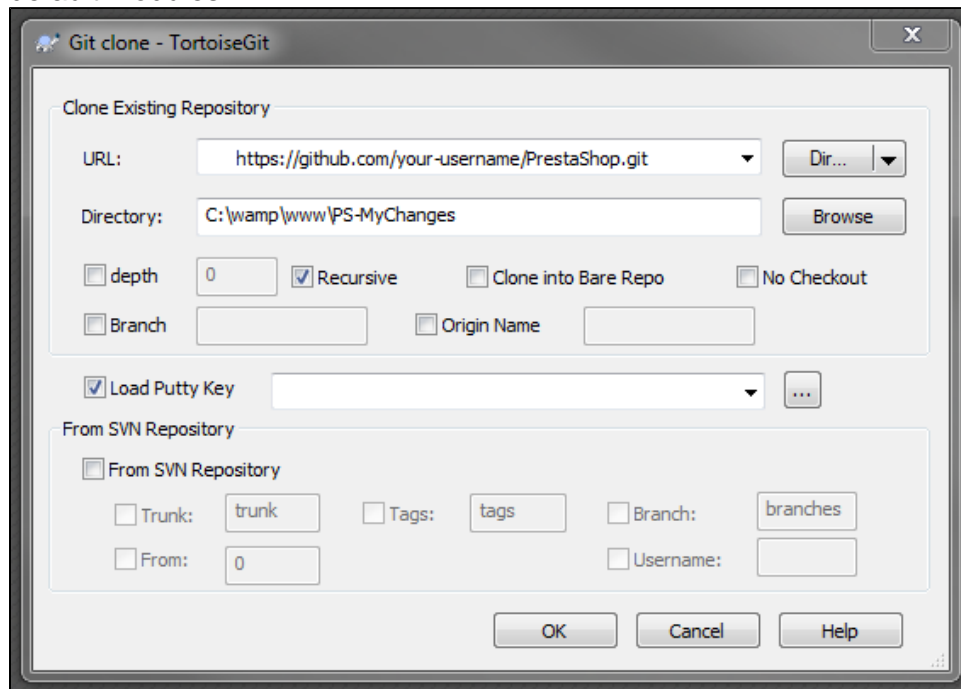 Git clone - TortoiseGit
X
Clone Existing Repository
URL: https://github.com/your-username/PrestaShop.git Dir...
Directory: C:\wamp\www\PS-MyChanges Browse
depth 0 Recursive Clone into Bare Repo No Checkout
Branch Origin Name
Load Putty Key ...
From SVN Repository
From SVN Repository
Trunk: trunk Tags: tags Branch: branches
From: 0 Username:
OK Cancel Help